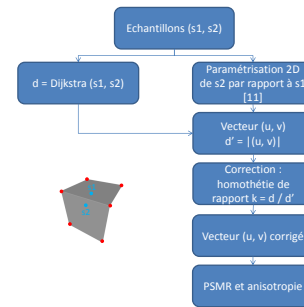 Echantillons (s1, s2)
d = Dijkstra (s1, s2)
Paramétrisation 2D
de s2 par rapport à s1
[11]
Vecteur (u, v)
d' = |(u, v)|
Correction :
homothétie de
rapport k = d / d'
Vecteur (u, v) corrigé
PSMR et anisotropie